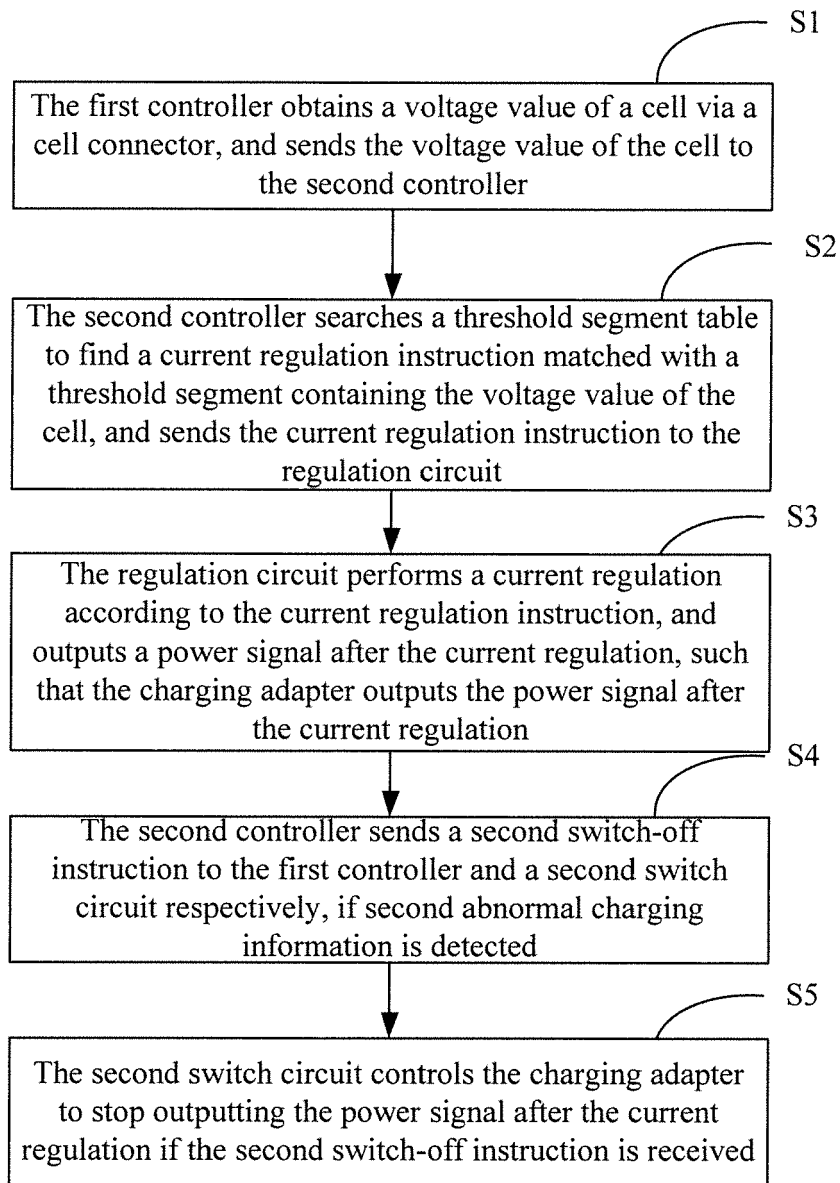 S1
The first controller obtains a voltage value of a cell via a
cell connector, and sends the voltage value of the cell to
the second controller
S2
The second controller searches a threshold segment table
to find a current regulation instruction matched with a
threshold segment containing the voltage value of the
cell, and sends the current regulation instruction to the
regulation circuit
S3
The regulation circuit performs a current regulation
according to the current regulation instruction, and
outputs a power signal after the current regulation, such
that the charging adapter outputs the power signal after
the current regulation
S4
The second controller sends a second switch-off
instruction to the first controller and a second switch
circuit respectively, if second abnormal charging
information is detected
S5
The second switch circuit controls the charging adapter
to stop outputting the power signal after the current
regulation if the second switch-off instruction is received